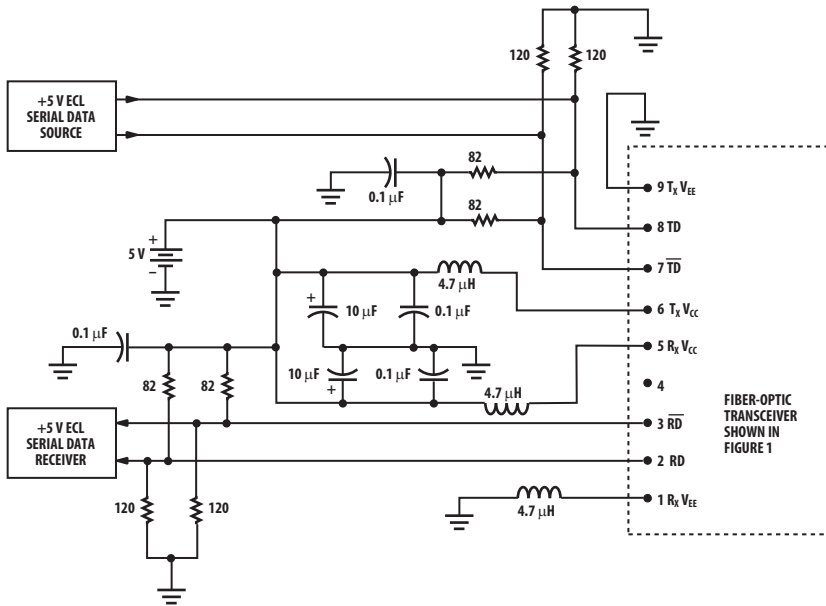 120
120
+5 V ECL
SERIAL DATA
SOURCE
82
0.1 μF
82
9 TX VEE
8 TD
+
5 V
–
7 T̅D̅
4.7 μH
+
10 μF
0.1 μF
6 TX VCC
0.1 μF
5 RX VCC
82
82
10 μF
+
0.1 μF
4.7 μH
4
FIBER-OPTIC
TRANSCEIVER
SHOWN IN
FIGURE 1
+5 V ECL
SERIAL DATA
RECEIVER
3 R̅D̅
2 RD
120
120
4.7 μH
1 RX VEE